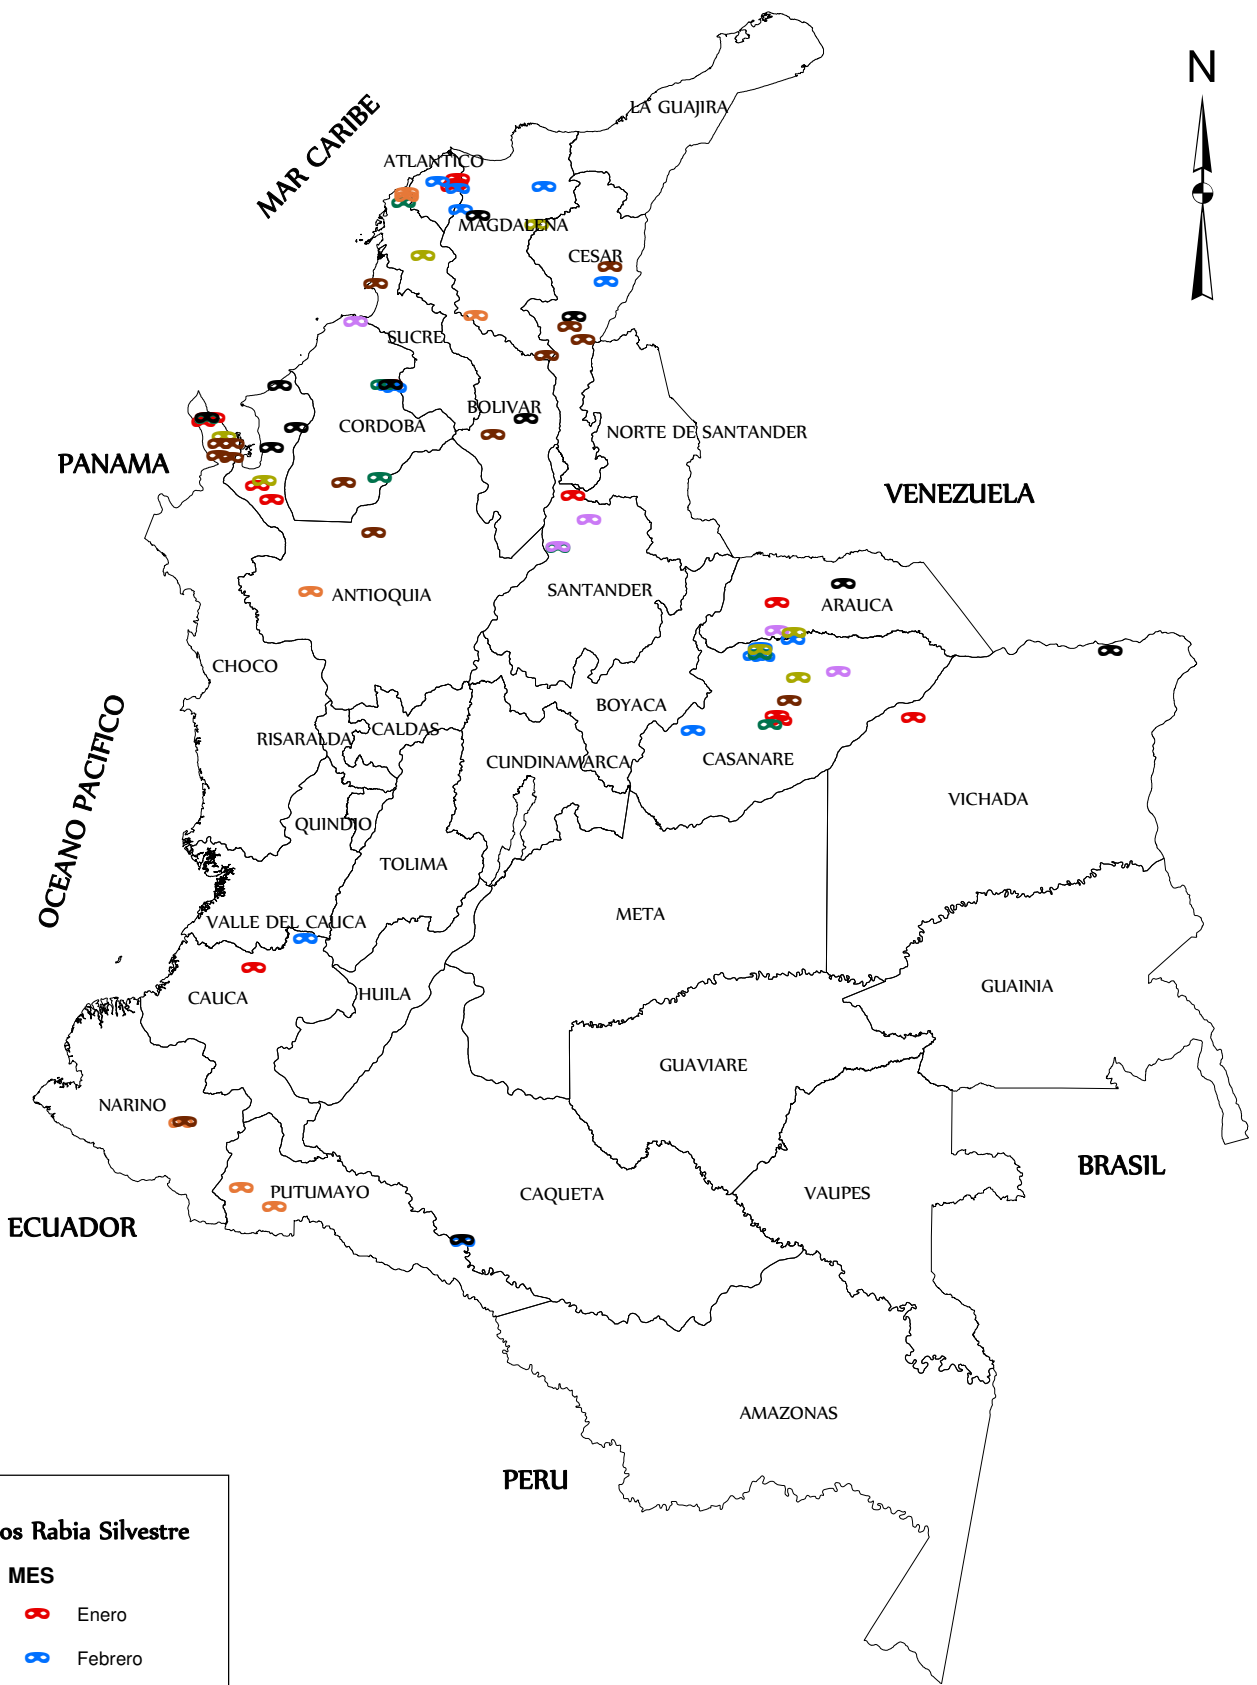 N
LA GUAJIRA
MAR CARIBE
ATLANTICO
MAGDALENA
CESAR
SUCRE
BOLIVAR
CORDOBA
NORTE DE SANTANDER
PANAMA
VENEZUELA
ANTIOQUIA
SANTANDER
ARAUCA
CHOCO
BOYACA
RISARALDA
CALDAS
CUNDINAMARCA
CASANARE
VICHADA
OCEANO PACIFICO
QUINDIO
TOLIMA
VALLE DEL CAUCA
META
CAUCA
HUILA
GUAINIA
GUAVIARE
NARINO
BRASIL
PUTUMAYO
CAQUETA
VAUPES
ECUADOR
AMAZONAS
PERU
os Rabia Silvestre
MES
Enero
Febrero